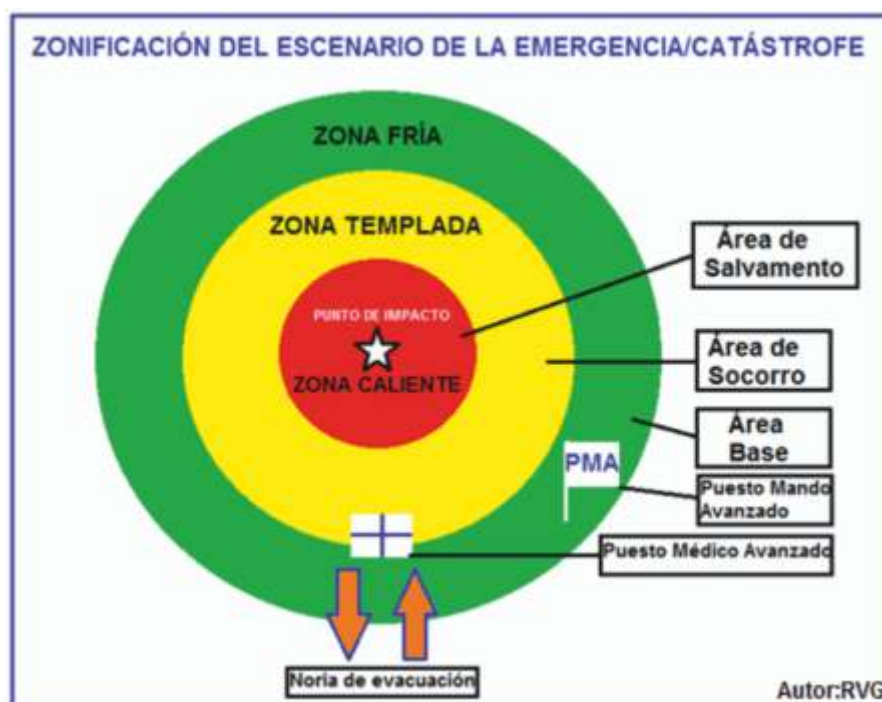 ZONIFICACIÓN DEL ESCENARIO DE LA EMERGENCIA/CATÁSTROFE
ZONA FRÍA
ZONA TEMPLADA
PUNTO DE IMPACTO
ZONA CALIENTE
Área de
Salvamento
Área de
Socorro
Área
Base
PMA
Puesto Mando
Avanzado
Puesto Médico Avanzado
Noria de evacuación
Autor:RVG